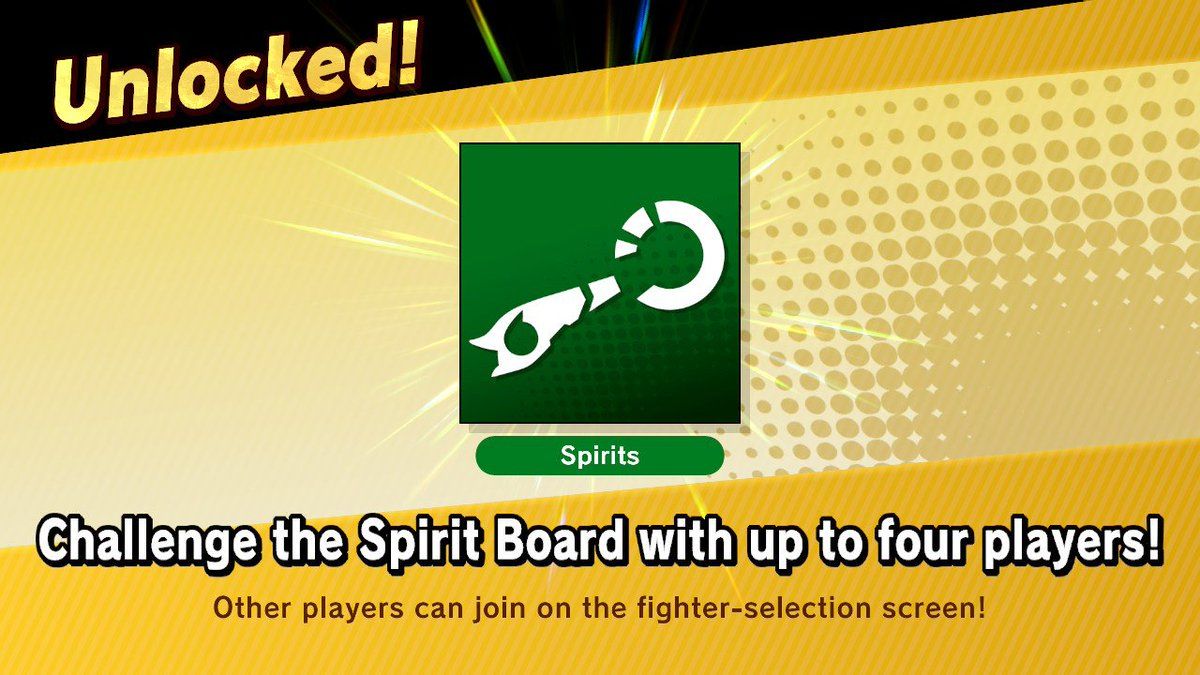 Unlocked!
Spirits
Challenge the Spirit Board with up to four players!
Other players can join on the fighter-selection screen!